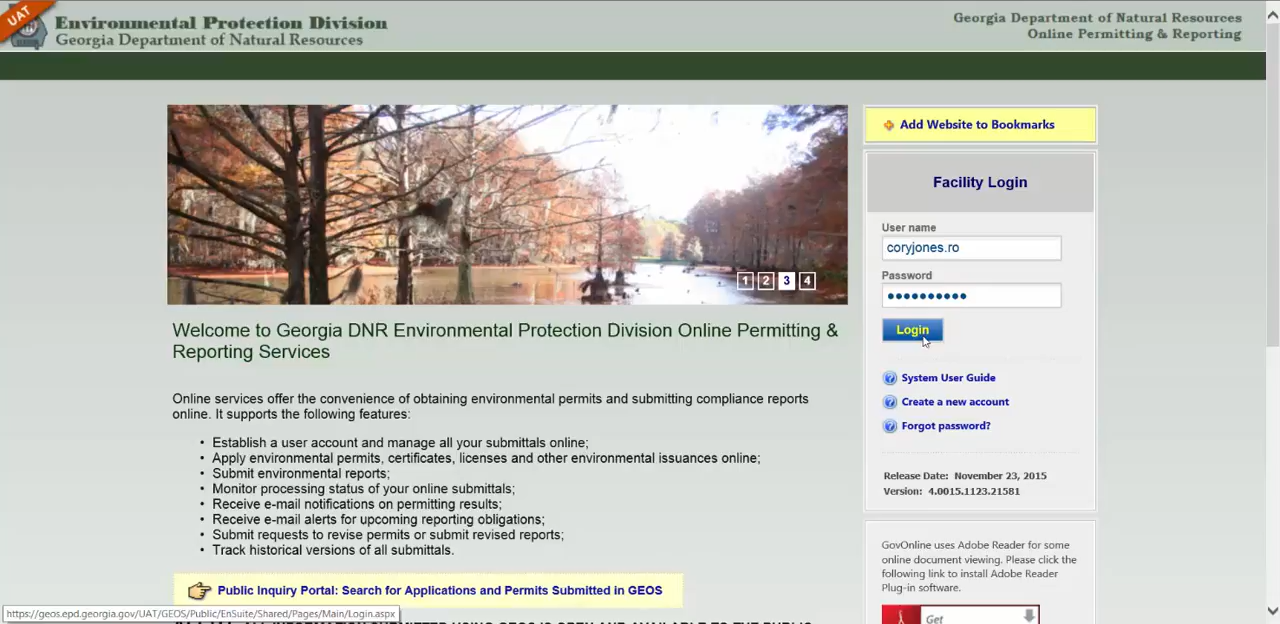 UAT
Environmental Protection Division
Georgia Department of Natural Resources
Georgia Department of Natural Resources
Online Permitting & Reporting
Add Website to Bookmarks
Facility Login
User name
coryjones.ro
Password
Login
System User Guide
Create a new account
Forgot password?
Release Date: November 23, 2015
Version: 4.0015.1123.21581
GovOnline uses Adobe Reader for some
online document viewing. Please click the
following link to install Adobe Reader
Plug-in software.
Get
1 2 3 4
Welcome to Georgia DNR Environmental Protection Division Online Permitting &
Reporting Services
Online services offer the convenience of obtaining environmental permits and submitting compliance reports
online. It supports the following features:
• Establish a user account and manage all your submittals online;
• Apply environmental permits, certificates, licenses and other environmental issuances online;
• Submit environmental reports;
• Monitor processing status of your online submittals;
• Receive e-mail notifications on permitting results;
• Receive e-mail alerts for upcoming reporting obligations;
• Submit requests to revise permits or submit revised reports;
• Track historical versions of all submittals.
Public Inquiry Portal: Search for Applications and Permits Submitted in GEOS
https://geos.epd.georgia.gov/UAT/GEOS/Public/EnSuite/Shared/Pages/Main/Login.aspx